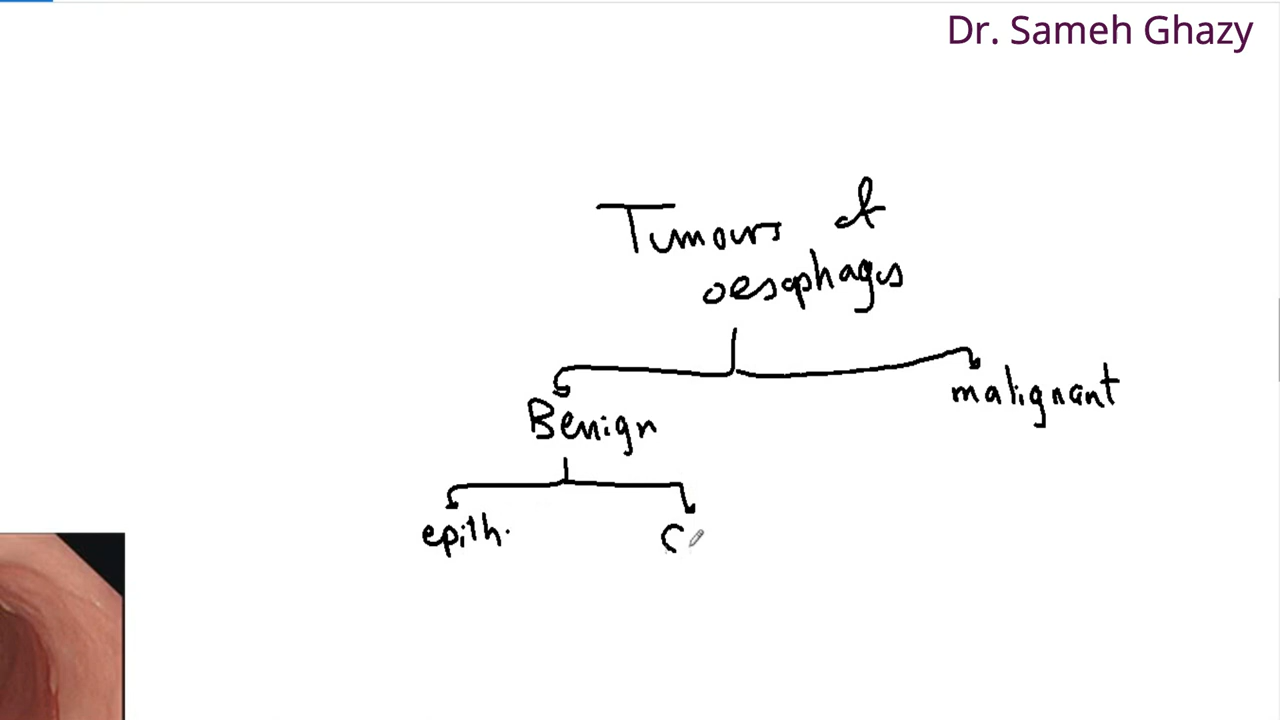 Dr. Sameh Ghazy
Tumours of
oesophagus
Benign
malignant
epith.
C